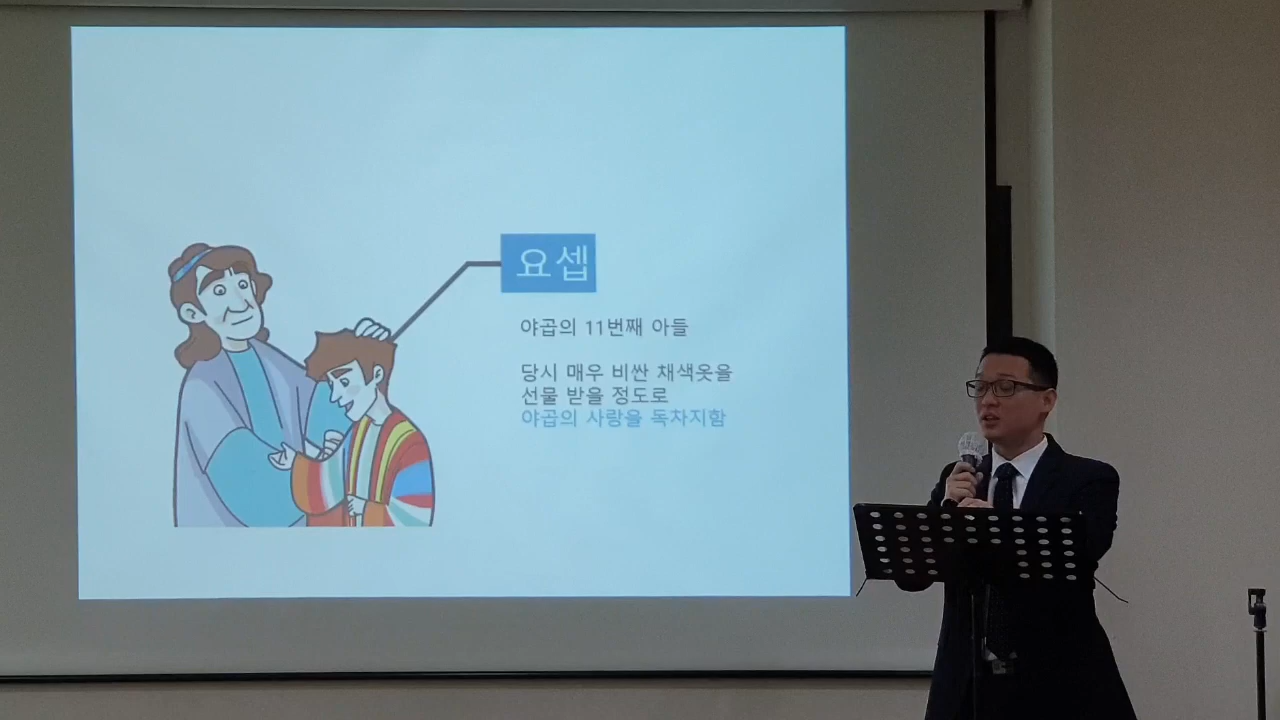 요셉
야곱의 11번째 아들
당시 매우 비싼 채색옷을
선물 받을 정도로
야곱의 사랑을 독차지함